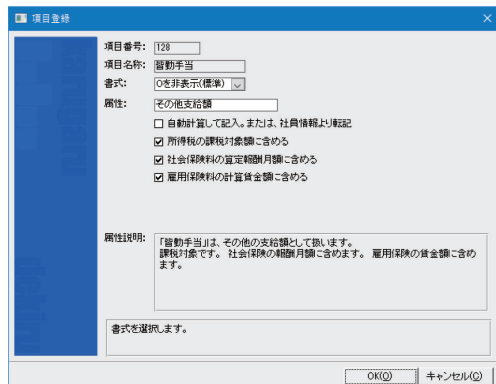 項目登録
項目番号: 128
項目名称: 皆勤手当
書式: 0を非表示(標準)
属性: その他支給額
自動計算して記入。または、社員情報より転記
所得税の課税対象額に含める
社会保険料の算定報酬月額に含める
雇用保険料の計算賃金額に含める
属性説明: 「皆勤手当」は、その他の支給額として扱います。
課税対象です。 社会保険の報酬月額に含めます。 雇用保険の賃金額に含め
ます。
書式を選択します。
OK(O) キャンセル(C)